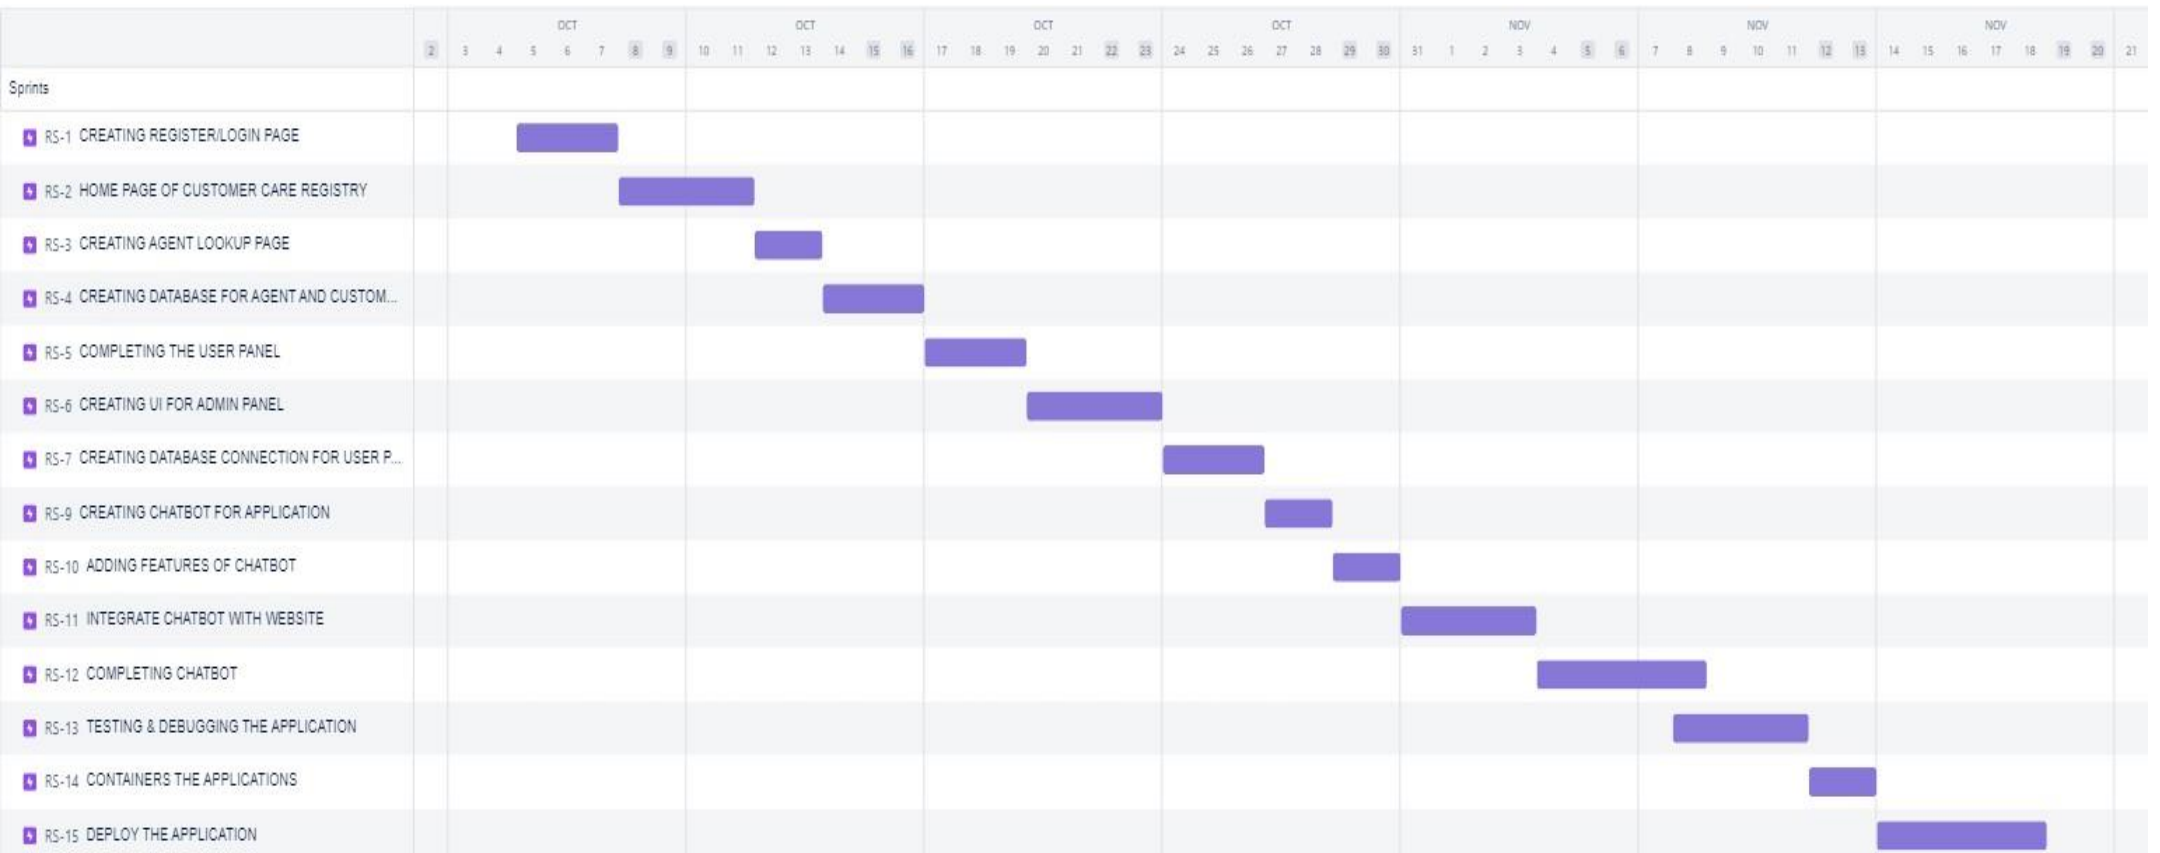 OCT OCT OCT OCT NOV NOV NOV
2 3 4 5 6 7 8 9 10 11 12 13 14 15 16 17 18 19 20 21 22 23 24 25 26 27 28 29 30 31 1 2 3 4 5 6 7 8 9 10 11 12 13 14 15 16 17 18 19 20 21
Sprints
RS-1 CREATING REGISTER/LOGIN PAGE
RS-2 HOME PAGE OF CUSTOMER CARE REGISTRY
RS-3 CREATING AGENT LOOKUP PAGE
RS-4 CREATING DATABASE FOR AGENT AND CUSTOM...
RS-5 COMPLETING THE USER PANEL
RS-6 CREATING UI FOR ADMIN PANEL
RS-7 CREATING DATABASE CONNECTION FOR USER P...
RS-9 CREATING CHATBOT FOR APPLICATION
RS-10 ADDING FEATURES OF CHATBOT
RS-11 INTEGRATE CHATBOT WITH WEBSITE
RS-12 COMPLETING CHATBOT
RS-13 TESTING & DEBUGGING THE APPLICATION
RS-14 CONTAINERS THE APPLICATIONS
RS-15 DEPLOY THE APPLICATION